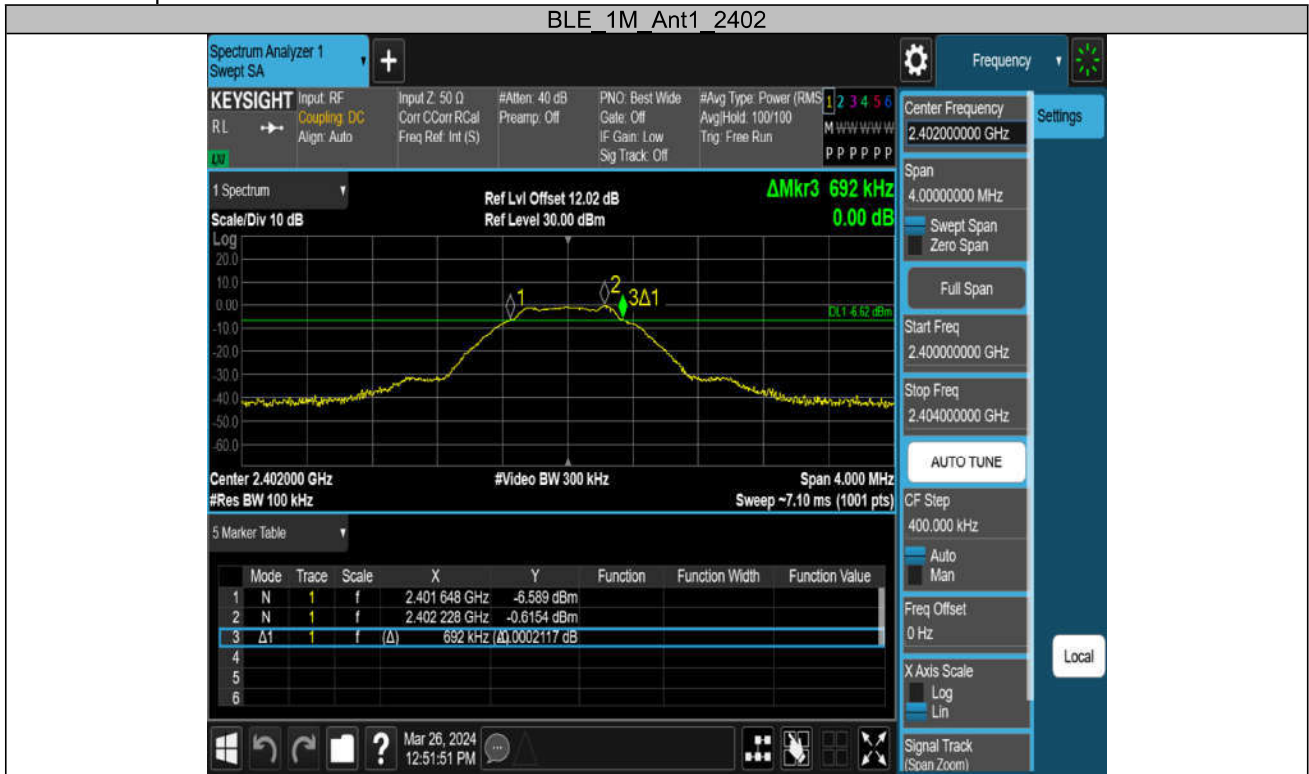 BLE_1M_Ant1_2402
Spectrum Analyzer 1
Swept SA
+
Frequency
KEYSIGHT
RL
LXI
Input: RF
Coupling: DC
Align: Auto
Input Z: 50 Ω
Corr CCorr RCal
Freq Ref: Int (S)
#Atten: 40 dB
Preamp: Off
PNO: Best Wide
Gate: Off
IF Gain: Low
Sig Track: Off
#Avg Type: Power (RMS
Avg|Hold: 100/100
Trig: Free Run
1 2 3 4 5 6
M W W W W W
P P P P P P
1 Spectrum
Scale/Div 10 dB
Ref Lvl Offset 12.02 dB
Ref Level 30.00 dBm
ΔMkr3 692 kHz
0.00 dB
Log
20.0
10.0
0.00
-10.0
-20.0
-30.0
-40.0
-50.0
-60.0
1
2
3Δ1
DL1 -6.62 dBm
Center 2.402000 GHz
#Video BW 300 kHz
Span 4.000 MHz
#Res BW 100 kHz
Sweep ~7.10 ms (1001 pts)
5 Marker Table
Mode Trace Scale X Y Function Function Width Function Value
1 N 1 f 2.401 648 GHz -6.589 dBm
2 N 1 f 2.402 228 GHz -0.6154 dBm
3 Δ1 1 f (Δ) 692 kHz (Δ) 0.0002117 dB
4
5
6
?
Mar 26, 2024
12:51:51 PM
Center Frequency
2.402000000 GHz
Settings
Span
4.00000000 MHz
Swept Span
Zero Span
Full Span
Start Freq
2.400000000 GHz
Stop Freq
2.404000000 GHz
AUTO TUNE
CF Step
400.000 kHz
Auto
Man
Freq Offset
0 Hz
X Axis Scale
Log
Lin
Local
Signal Track
(Span Zoom)